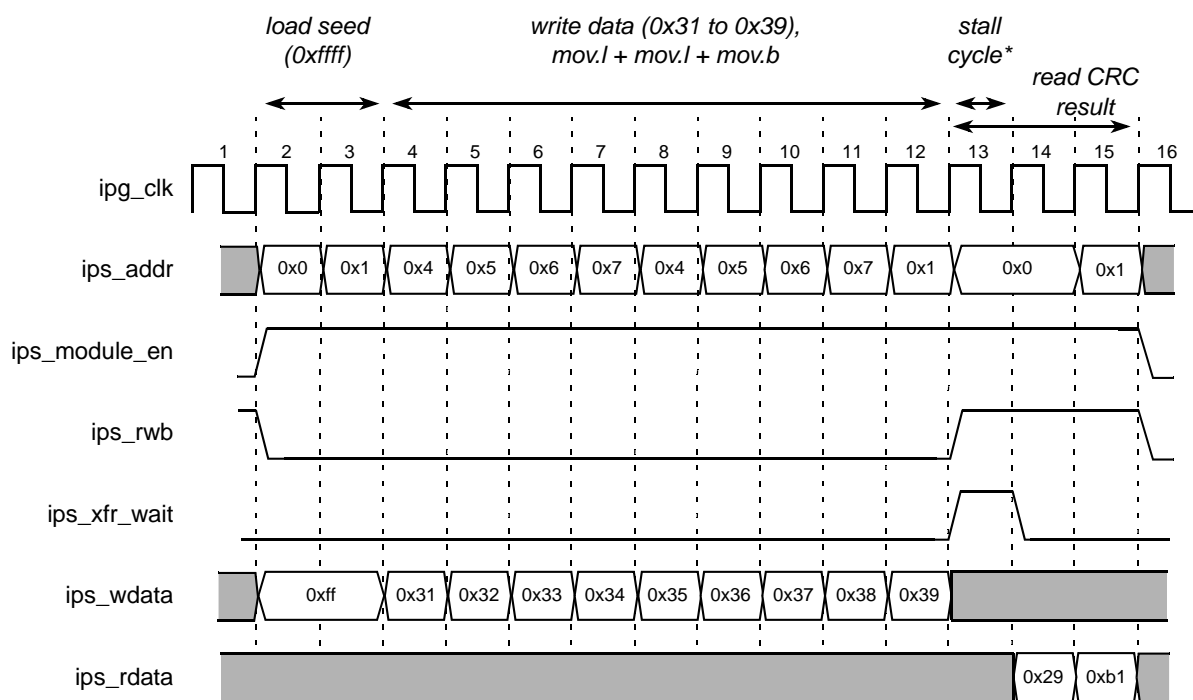 load seed
(0xffff)
write data (0x31 to 0x39),
mov.l + mov.l + mov.b
stall
cycle*
read CRC
result
1 2 3 4 5 6 7 8 9 10 11 12 13 14 15 16
ipg_clk
ips_addr 0x0 0x1 0x4 0x5 0x6 0x7 0x4 0x5 0x6 0x7 0x1 0x0 0x1
ips_module_en
ips_rwb
ips_xfr_wait
ips_wdata 0xff 0x31 0x32 0x33 0x34 0x35 0x36 0x37 0x38 0x39
ips_rdata 0x29 0xb1